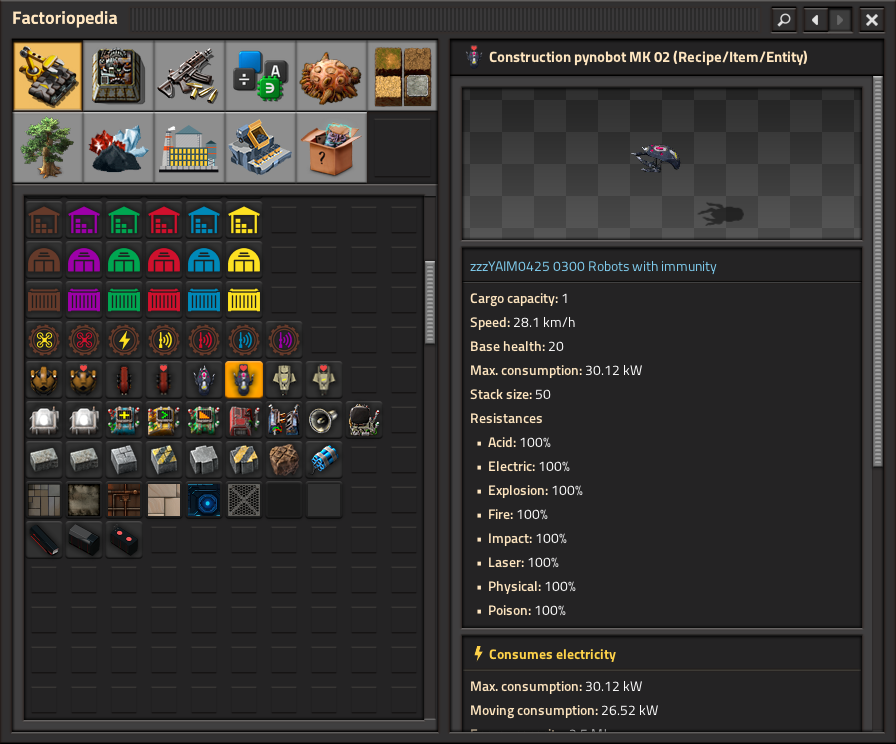 Factoriopedia
A
?
Construction pynobot MK 02 (Recipe/Item/Entity)
zzzYAIM0425 0300 Robots with immunity
Cargo capacity: 1
Speed: 28.1 km/h
Base health: 20
Max. consumption: 30.12 kW
Stack size: 50
Resistances
▪ Acid: 100%
▪ Electric: 100%
▪ Explosion: 100%
▪ Fire: 100%
▪ Impact: 100%
▪ Laser: 100%
▪ Physical: 100%
▪ Poison: 100%
Consumes electricity
Max. consumption: 30.12 kW
Moving consumption: 26.52 kW